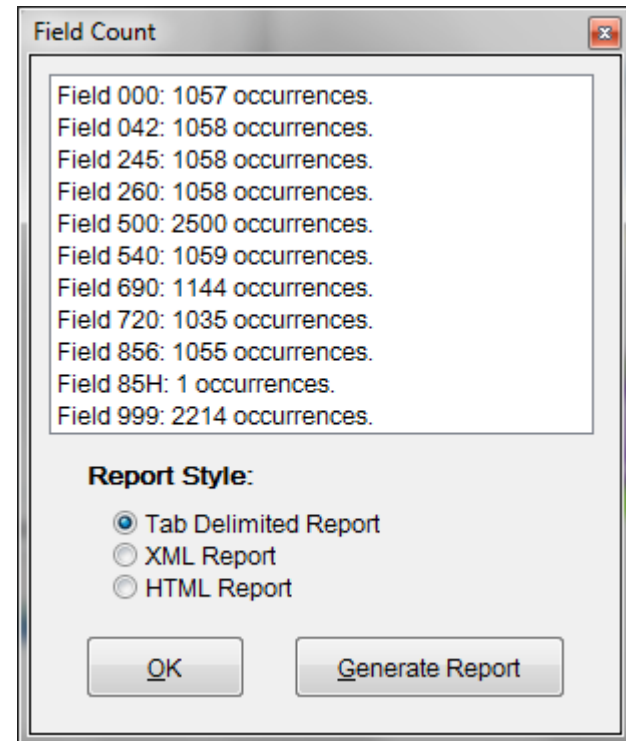 Field Count
Field 000: 1057 occurrences.
Field 042: 1058 occurrences.
Field 245: 1058 occurrences.
Field 260: 1058 occurrences.
Field 500: 2500 occurrences.
Field 540: 1059 occurrences.
Field 690: 1144 occurrences.
Field 720: 1035 occurrences.
Field 856: 1055 occurrences.
Field 85H: 1 occurrences.
Field 999: 2214 occurrences.
Report Style:
Tab Delimited Report
XML Report
HTML Report
OK
Generate Report